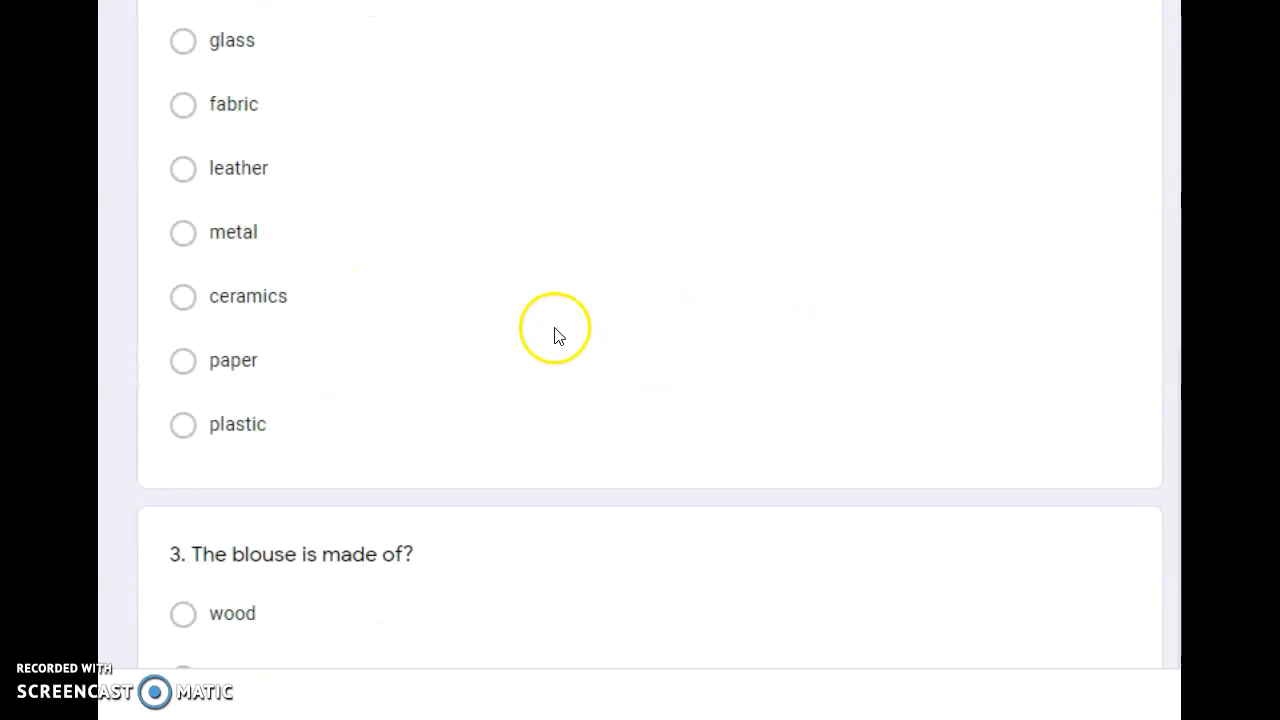 glass
fabric
leather
metal
ceramics
paper
plastic
3. The blouse is made of?
wood
RECORDED WITH
SCREENCAST MATIC